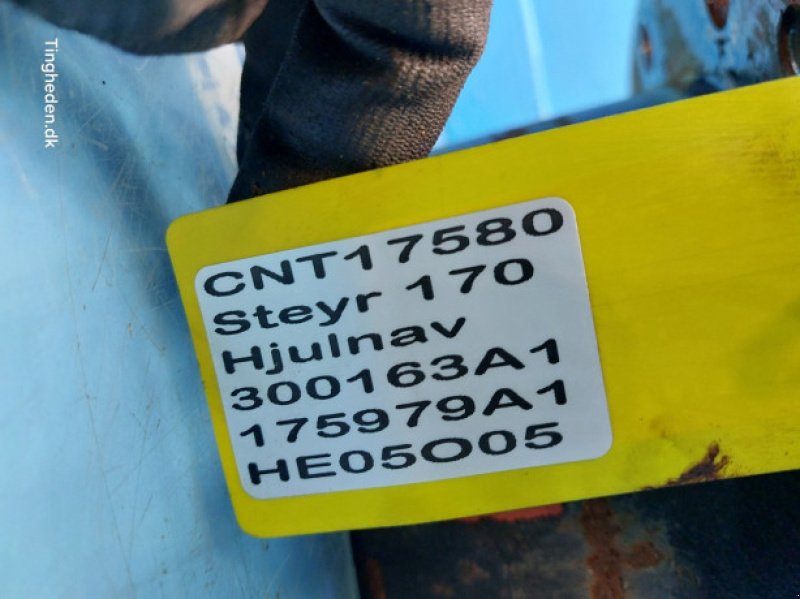 Tingheden.dk
CNT17580
Steyr 170
Hjulnav
300163A1
175979A1
HE05O05